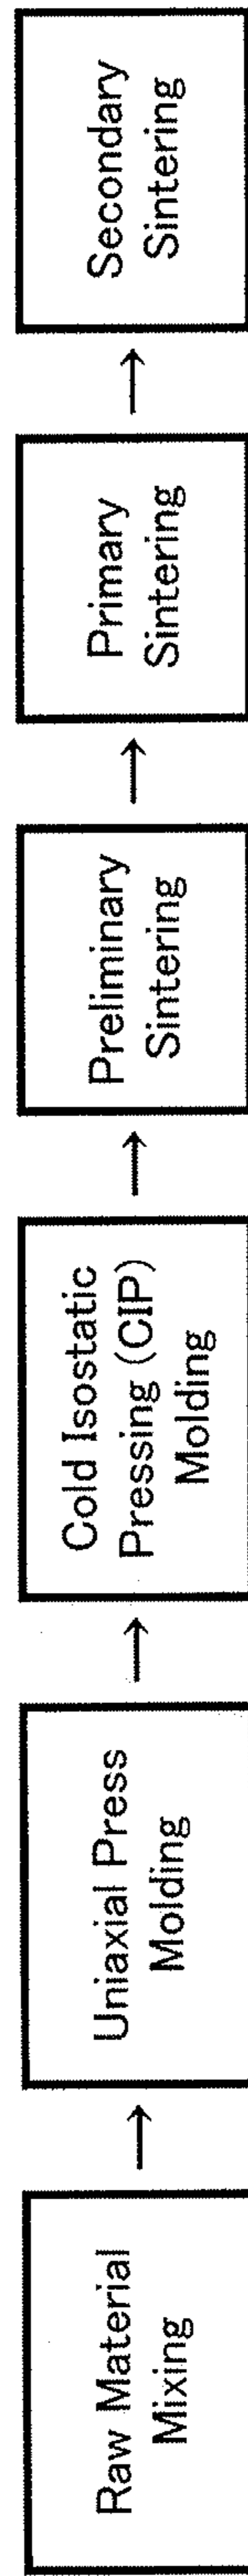 Raw Material
Mixing
Uniaxial Press
Molding
Cold Isostatic
Pressing (CIP)
Molding
Preliminary
Sintering
Primary
Sintering
Secondary
Sintering